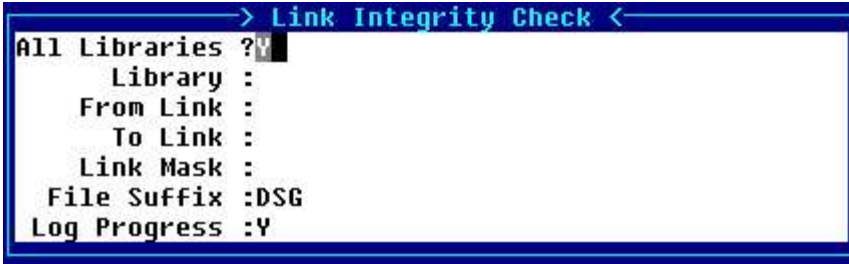 > Link Integrity Check <
All Libraries ?Y
Library :
From Link :
To Link :
Link Mask :
File Suffix :DSG
Log Progress :Y